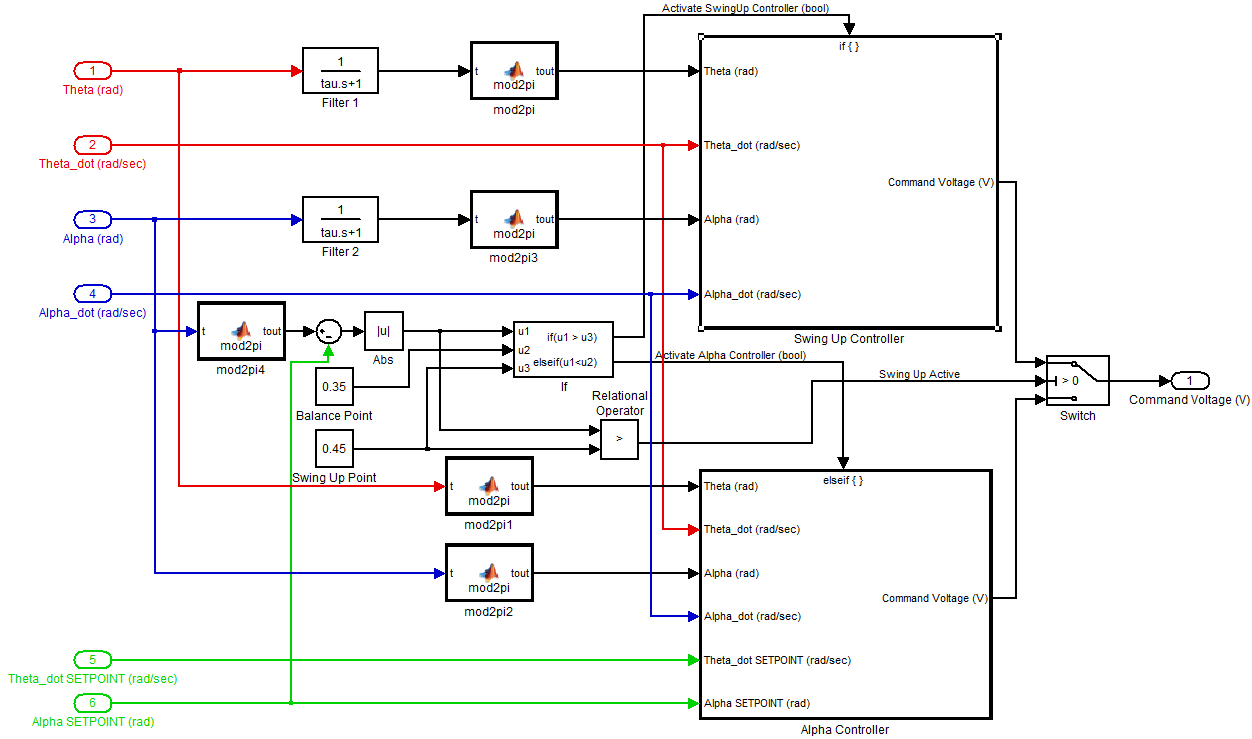 Activate SwingUp Controller (bool)
if { }
1
Theta (rad)
1
tau.s+1
Filter 1
t
tout
mod2pi
mod2pi
Theta (rad)
2
Theta_dot (rad/sec)
Theta_dot (rad/sec)
Command Voltage (V)
3
Alpha (rad)
1
tau.s+1
Filter 2
t
tout
mod2pi
mod2pi3
Alpha (rad)
4
Alpha_dot (rad/sec)
Alpha_dot (rad/sec)
Swing Up Controller
t
tout
mod2pi
mod2pi4
|u|
Abs
u1
u2
u3
if(u1 > u3)
elseif(u1<u2)
If
Activate Alpha Controller (bool)
0.35
Balance Point
0.45
Swing Up Point
Relational
Operator
>
Swing Up Active
> 0
Switch
1
Command Voltage (V)
t
tout
mod2pi
mod2pi1
elseif { }
Theta (rad)
Theta_dot (rad/sec)
t
tout
mod2pi
mod2pi2
Alpha (rad)
Command Voltage (V)
Alpha_dot (rad/sec)
5
Theta_dot SETPOINT (rad/sec)
Theta_dot SETPOINT (rad/sec)
6
Alpha SETPOINT (rad)
Alpha SETPOINT (rad)
Alpha Controller